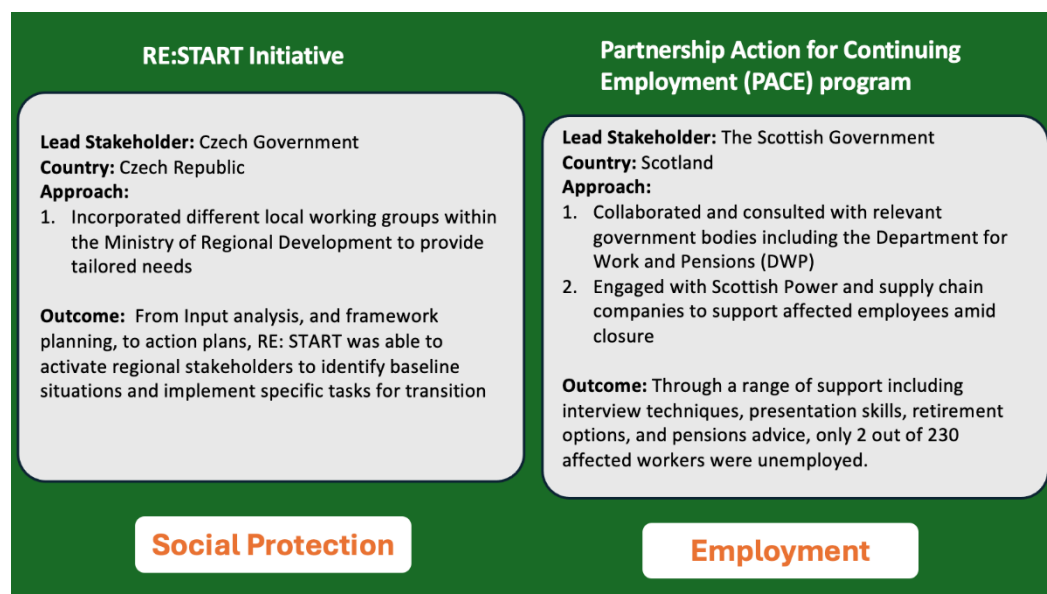 RE:START Initiative
Lead Stakeholder: Czech Government
Country: Czech Republic
Approach:
1. Incorporated different local working groups within
the Ministry of Regional Development to provide
tailored needs
Outcome: From Input analysis, and framework
planning, to action plans, RE: START was able to
activate regional stakeholders to identify baseline
situations and implement specific tasks for transition
Social Protection
Partnership Action for Continuing
Employment (PACE) program
Lead Stakeholder: The Scottish Government
Country: Scotland
Approach:
1. Collaborated and consulted with relevant
government bodies including the Department for
Work and Pensions (DWP)
2. Engaged with Scottish Power and supply chain
companies to support affected employees amid
closure
Outcome: Through a range of support including
interview techniques, presentation skills, retirement
options, and pensions advice, only 2 out of 230
affected workers were unemployed.
Employment